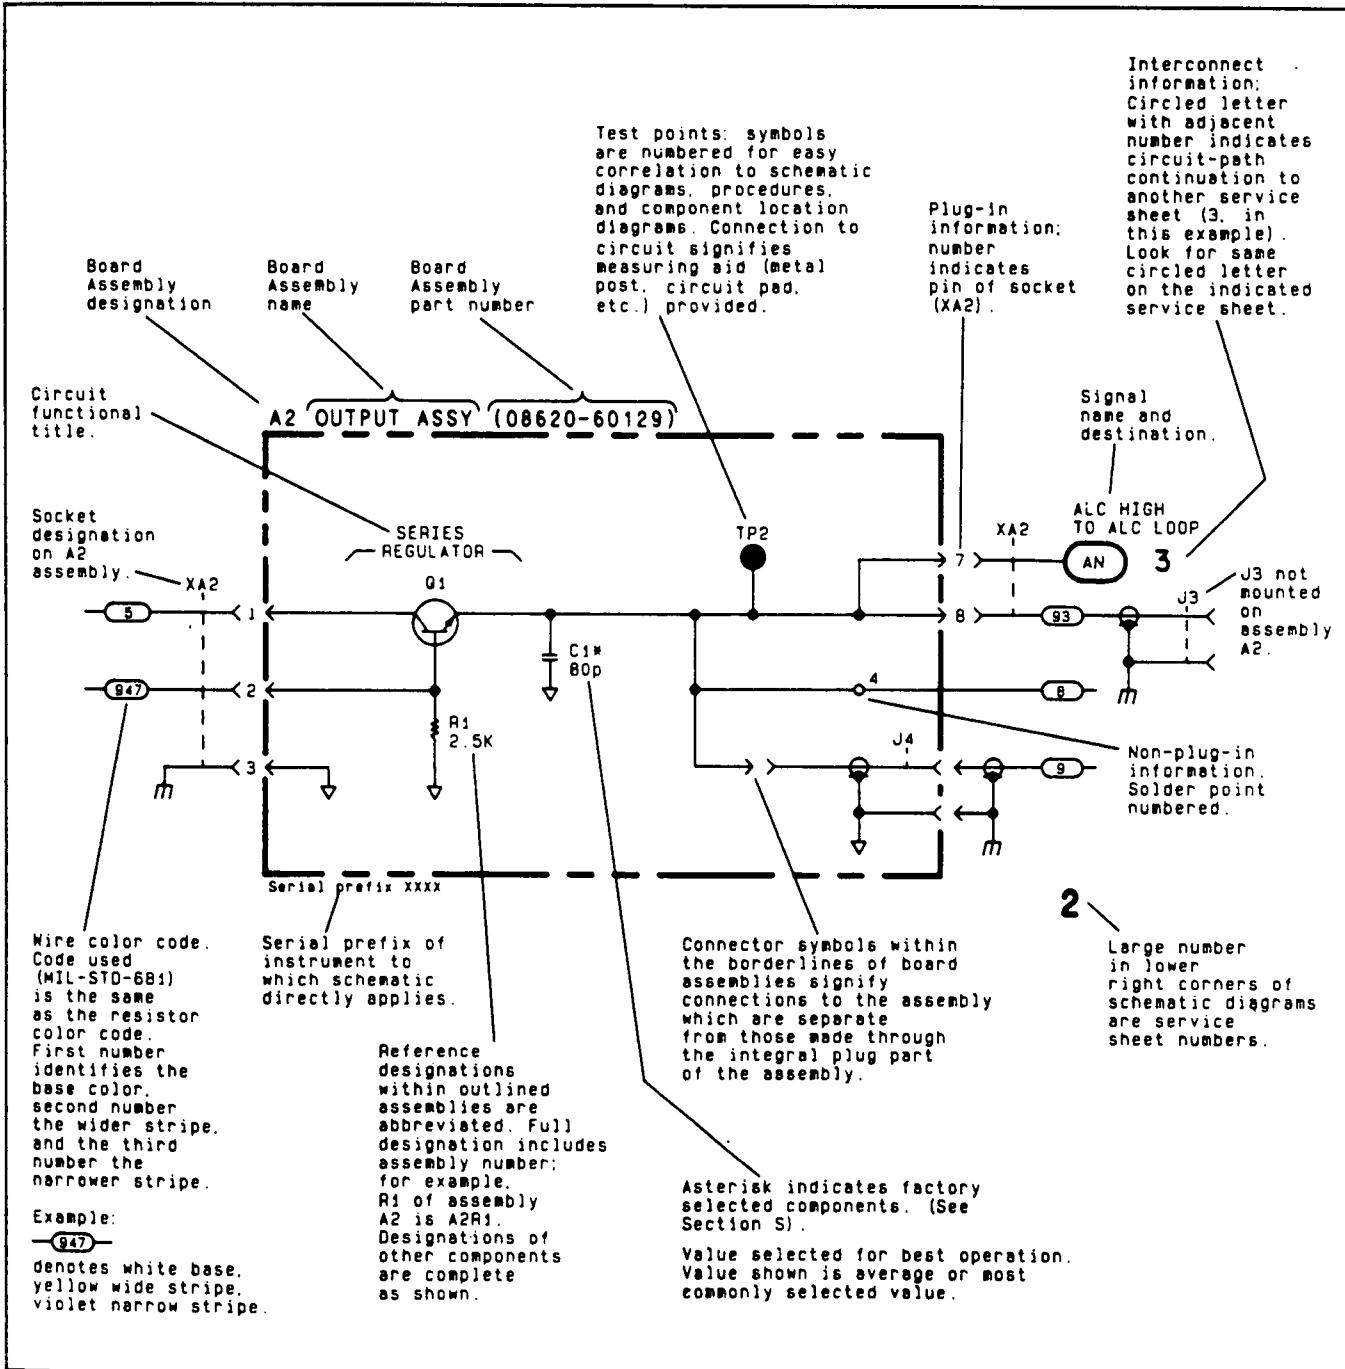 Interconnect
information;
Circled letter
with adjacent
number indicates
circuit-path
continuation to
another service
sheet (3, in
this example).
Look for same
circled letter
on the indicated
service sheet.
Test points: symbols
are numbered for easy
correlation to schematic
diagrams, procedures,
and component location
diagrams. Connection to
circuit signifies
measuring aid (metal
post, circuit pad,
etc.) provided.
Plug-in
information;
number
indicates
pin of socket
(XA2).
Board
Assembly
designation
Board
Assembly
name
Board
Assembly
part number
Circuit
functional
title.
A2 OUTPUT ASSY (08620-60129)
Signal
name and
destination.
Socket
designation
on A2
assembly.
XA2
SERIES
REGULATOR
Q1
TP2
XA2
ALC HIGH
TO ALC LOOP
7
AN
3
J3 not
mounted
on
assembly
A2.
5
1
8
93
J3
C1*
80p
947
2
4
8
R1
2.5K
J4
3
9
Non-plug-in
information.
Solder point
numbered.
Serial prefix XXXX
2
Wire color code.
Code used
(MIL-STD-681)
is the same
as the resistor
color code.
First number
identifies the
base color,
second number
the wider stripe,
and the third
number the
narrower stripe.
Example:
947
denotes white base,
yellow wide stripe,
violet narrow stripe.
Serial prefix of
instrument to
which schematic
directly applies.
Reference
designations
within outlined
assemblies are
abbreviated. Full
designation includes
assembly number;
for example,
R1 of assembly
A2 is A2R1.
Designations of
other components
are complete
as shown.
Connector symbols within
the borderlines of board
assemblies signify
connections to the assembly
which are separate
from those made through
the integral plug part
of the assembly.
Asterisk indicates factory
selected components. (See
Section 5).
Value selected for best operation.
Value shown is average or most
commonly selected value.
Large number
in lower
right corners of
schematic diagrams
are service
sheet numbers.